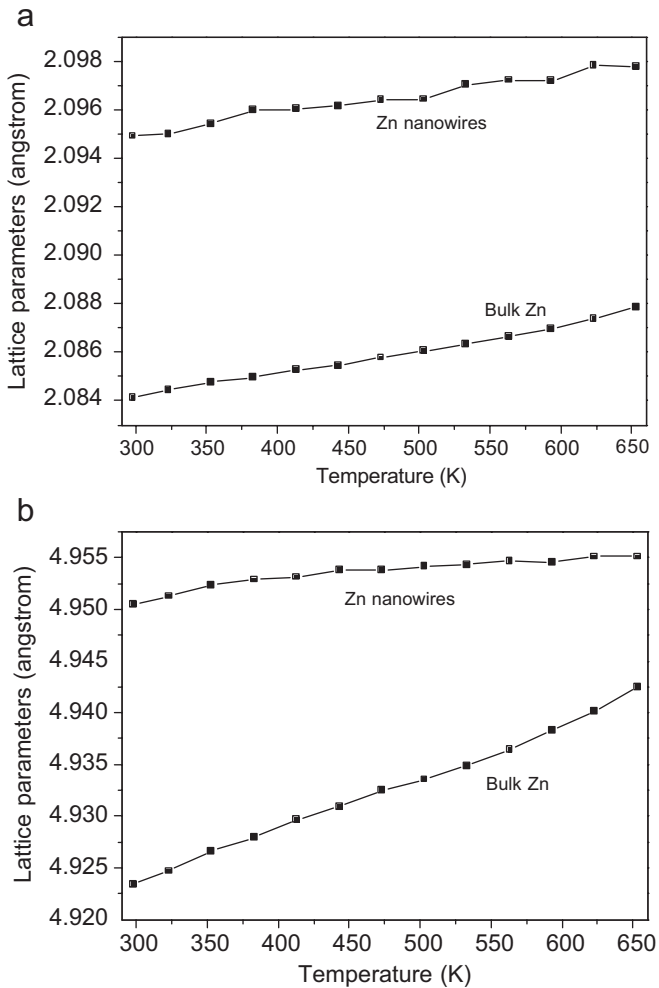 a
Lattice parameters (angstrom)
2.098
2.096
2.094
2.092
2.090
2.088
2.086
2.084
Zn nanowires
Bulk Zn
300 350 400 450 500 550 600 650
Temperature (K)
b
Lattice parameters (angstrom)
4.955
4.950
4.945
4.940
4.935
4.930
4.925
4.920
Zn nanowires
Bulk Zn
300 350 400 450 500 550 600 650
Temperature (K)